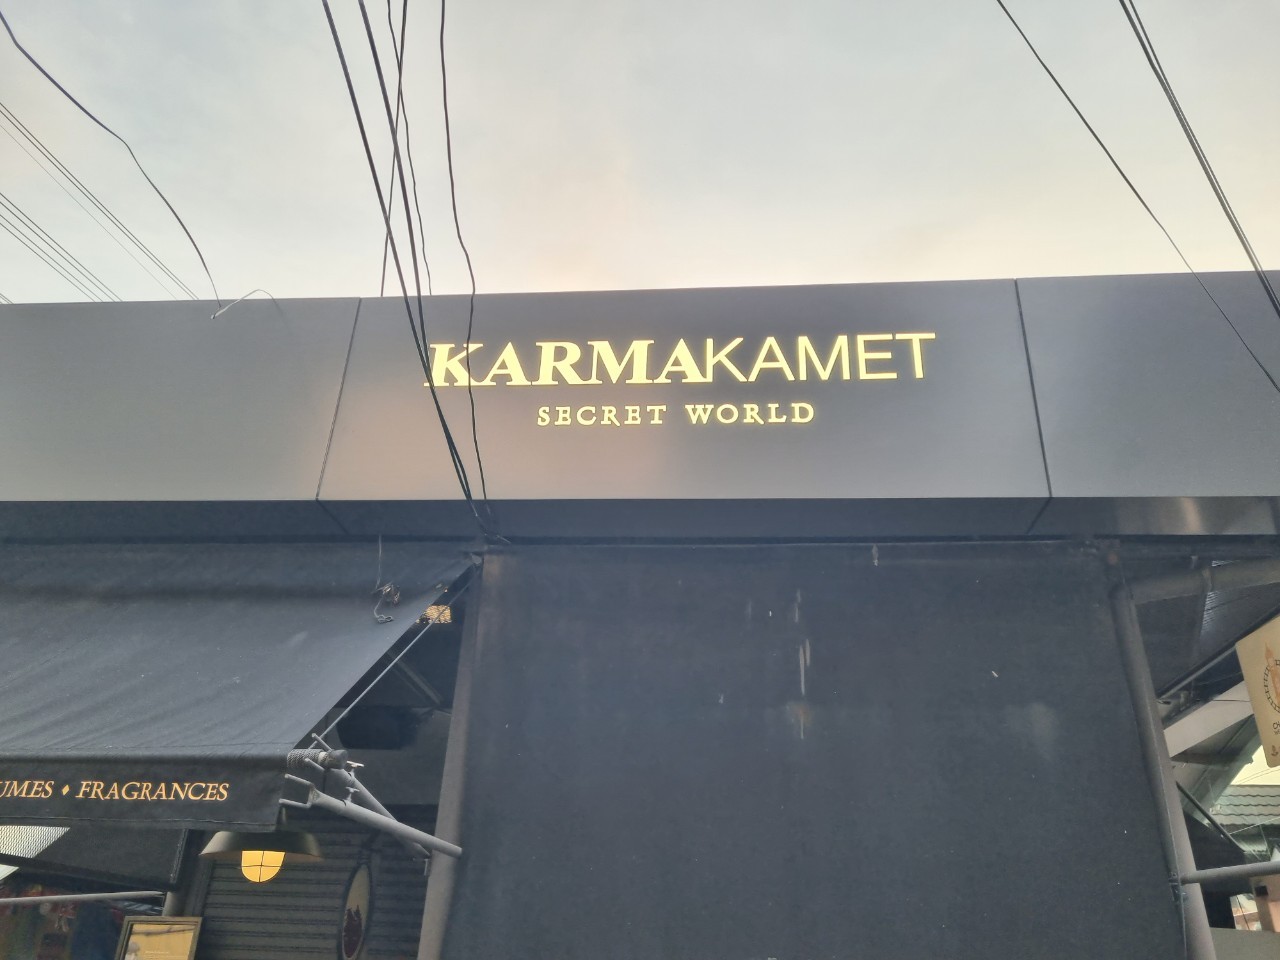 KARMAKAMET
SECRET WORLD
UMES ♦ FRAGRANCES